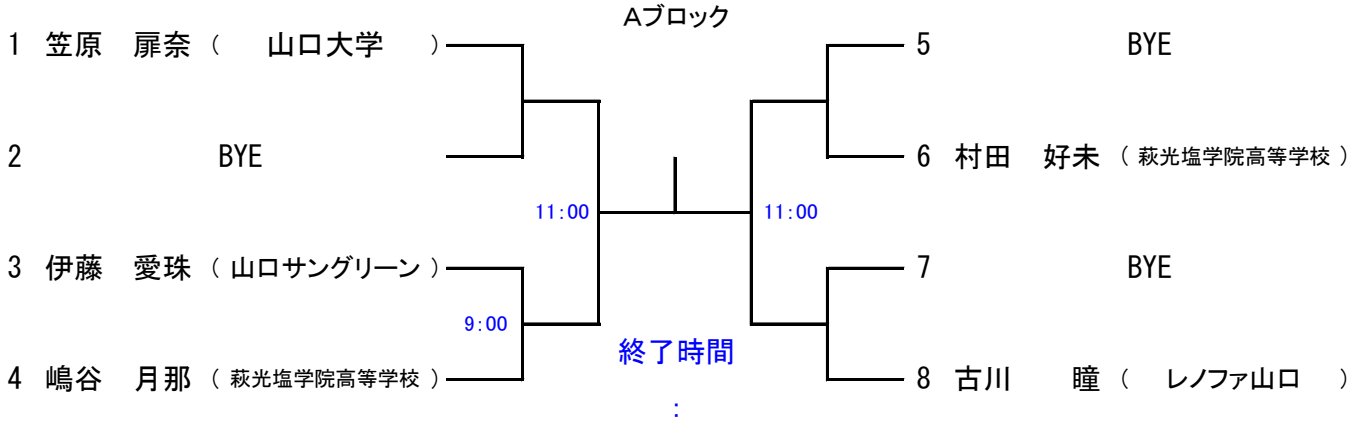 Aブロック
1 笠原 扉奈 ( 山口大学 )
2 BYE
11:00
3 伊藤 愛珠 ( 山口サングリーン )
9:00
4 嶋谷 月那 ( 萩光塩学院高等学校 )
5 BYE
6 村田 好未 ( 萩光塩学院高等学校 )
11:00
7 BYE
8 古川 瞳 ( レノファ山口 )
終了時間
: